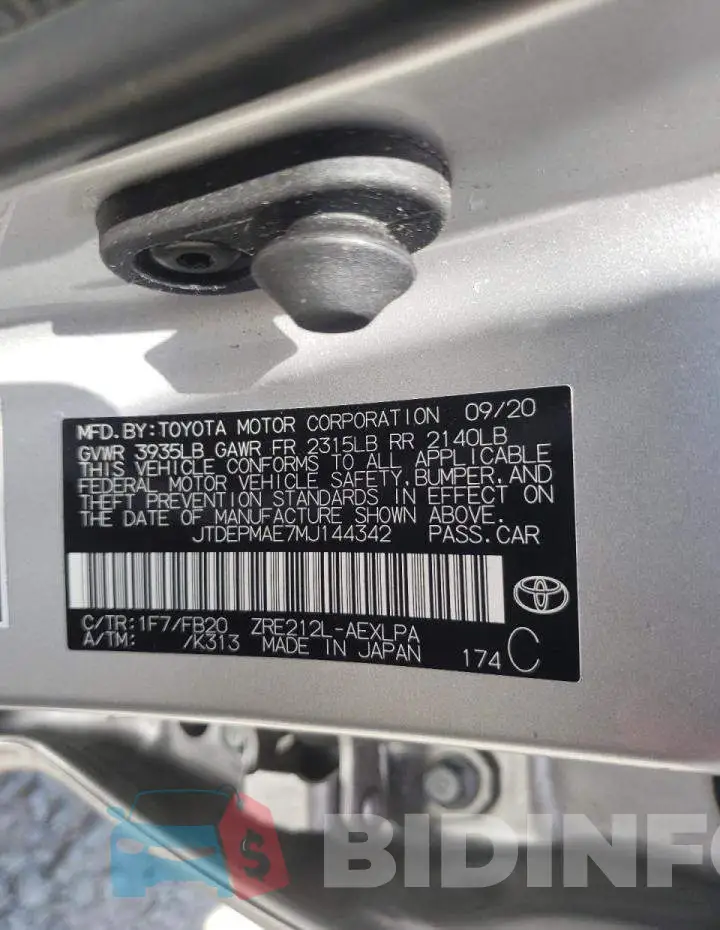 MFD.BY:TOYOTA MOTOR CORPORATION 09/20
GVWR 3935LB GAWR FR 2315LB RR 2140LB
THIS VEHICLE CONFORMS TO ALL APPLICABLE
FEDERAL MOTOR VEHICLE SAFETY,BUMPER,AND
THEFT PREVENTION STANDARDS IN EFFECT ON
THE DATE OF MANUFACTURE SHOWN ABOVE.
JTDEPMAE7MJ144342 PASS.CAR
C/TR:1F7/FB20 ZRE212L-AEXLPA
A/TM: /K313 MADE IN JAPAN 174 C
$ BIDINFO